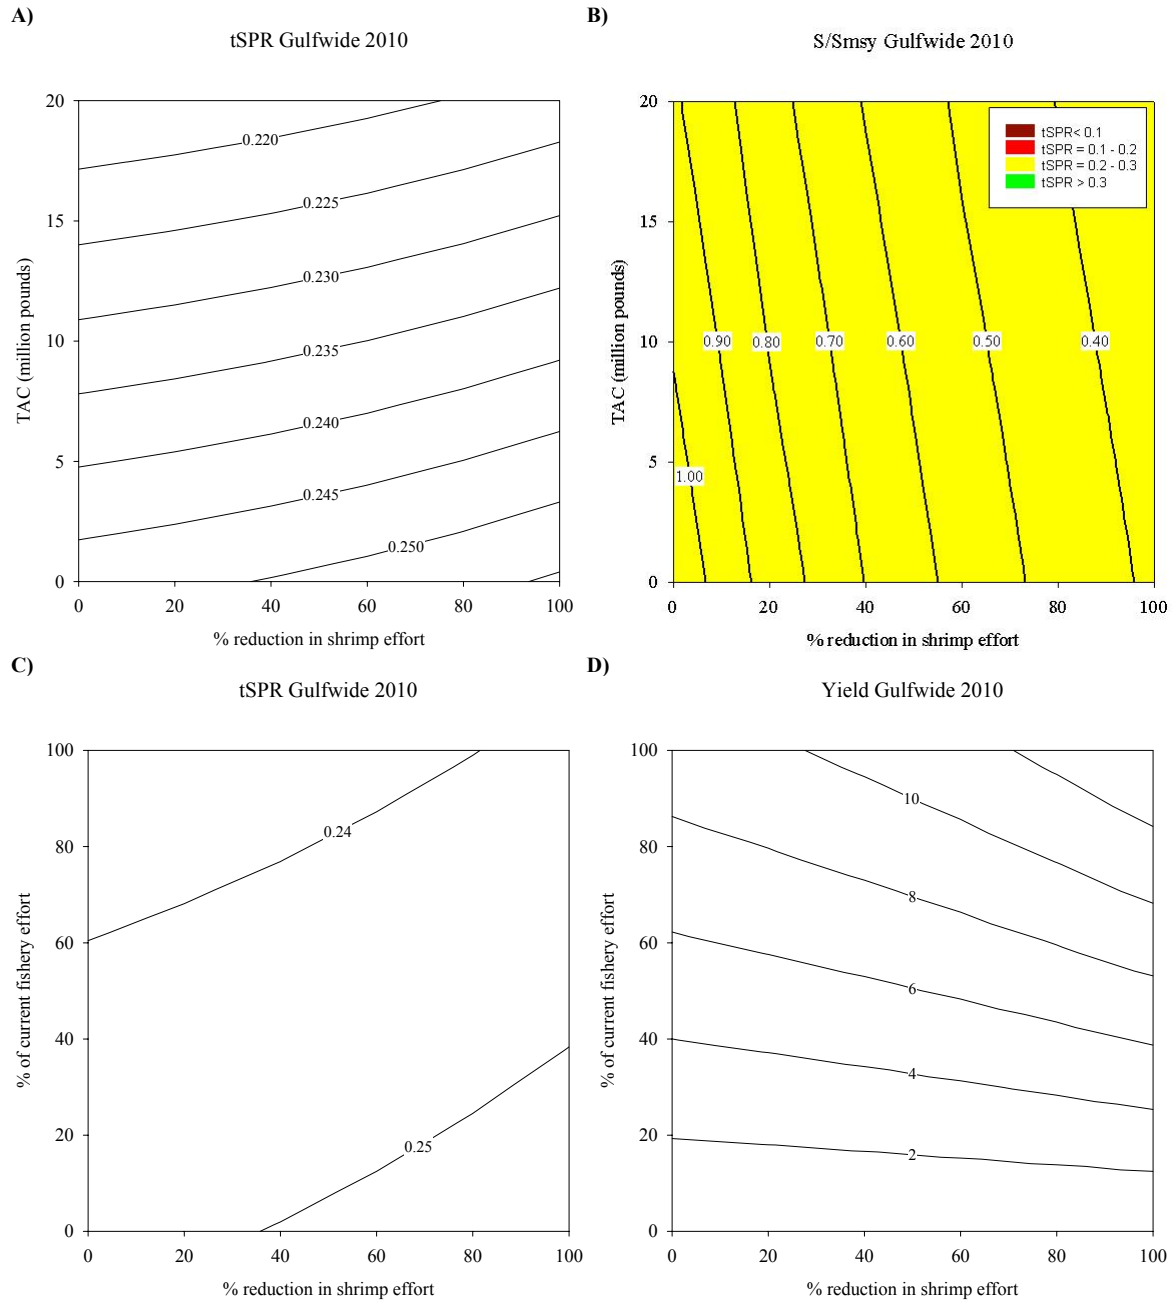 A)
tSPR Gulfwide 2010
20
15
10
5
0
TAC (million pounds)
0.220
0.225
0.230
0.235
0.240
0.245
0.250
0 20 40 60 80 100
% reduction in shrimp effort
B)
S/Smsy Gulfwide 2010
20
15
10
5
0
TAC (million pounds)
tSPR< 0.1
tSPR = 0.1 - 0.2
tSPR = 0.2 - 0.3
tSPR > 0.3
0.90 0.80 0.70 0.60 0.50 0.40
1.00
0 20 40 60 80 100
% reduction in shrimp effort
C)
tSPR Gulfwide 2010
100
80
60
40
20
0
% of current fishery effort
0.24
0.25
0 20 40 60 80 100
% reduction in shrimp effort
D)
Yield Gulfwide 2010
100
80
60
40
20
0
% of current fishery effort
10
8
6
4
2
0 20 40 60 80 100
% reduction in shrimp effort